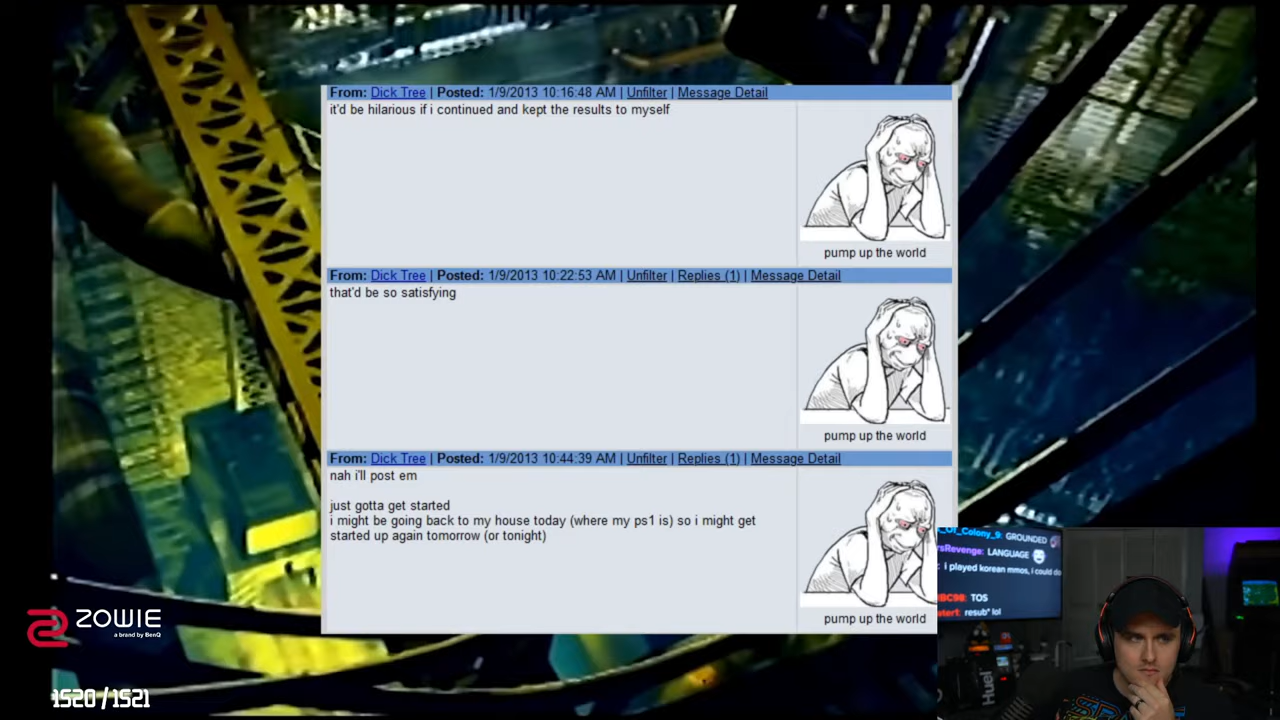 From: Dick Tree | Posted: 1/9/2013 10:16:48 AM | Unfilter | Message Detail
it'd be hilarious if i continued and kept the results to myself
pump up the world
From: Dick Tree | Posted: 1/9/2013 10:22:53 AM | Unfilter | Replies (1) | Message Detail
that'd be so satisfying
pump up the world
From: Dick Tree | Posted: 1/9/2013 10:44:39 AM | Unfilter | Replies (1) | Message Detail
nah i'll post em
just gotta get started
i might be going back to my house today (where my ps1 is) so i might get
started up again tomorrow (or tonight)
pump up the world
_Of_Colony_9: GROUNDED
rsRevenge: LANGUAGE
: i played korean mmos, i could do
TOS
resub* lol
Huel
ZOWIE
a brand by BenQ
1520 / 1521